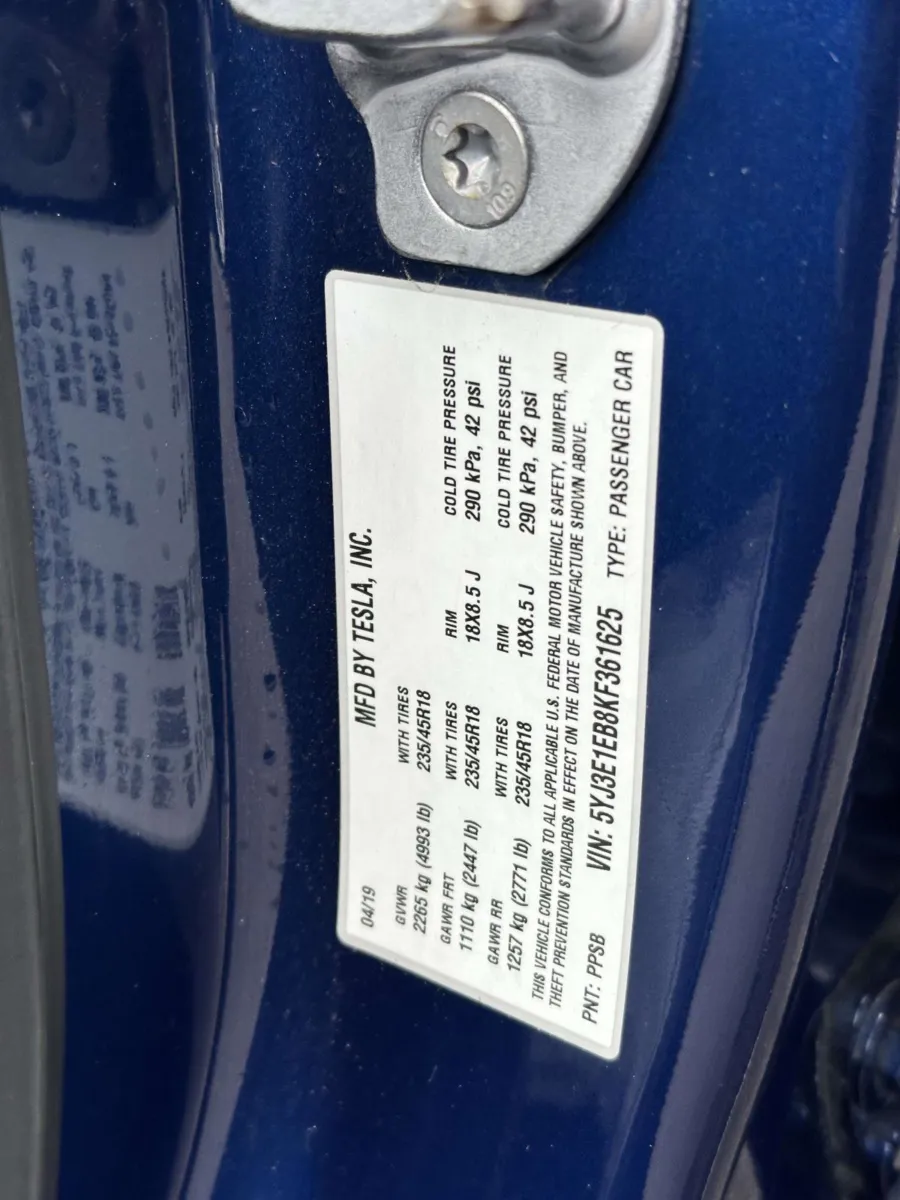 10.9
04/19 MFD BY TESLA, INC.
GVWR WITH TIRES
2265 kg (4993 lb) 235/45R18
GAWR FRT WITH TIRES RIM COLD TIRE PRESSURE
1110 kg (2447 lb) 235/45R18 18X8.5 J 290 kPa, 42 psi
GAWR RR WITH TIRES RIM COLD TIRE PRESSURE
1257 kg (2771 lb) 235/45R18 18X8.5 J 290 kPa, 42 psi
THIS VEHICLE CONFORMS TO ALL APPLICABLE U.S. FEDERAL MOTOR VEHICLE SAFETY, BUMPER, AND
THEFT PREVENTION STANDARDS IN EFFECT ON THE DATE OF MANUFACTURE SHOWN ABOVE.
PNT: PPSB VIN: 5YJ3E1EB8KF361625 TYPE: PASSENGER CAR